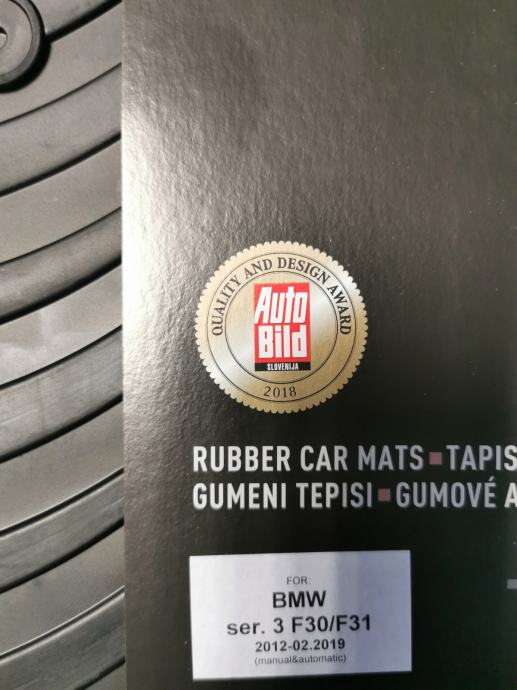 QUALITY AND DESIGN AWARD
Auto
Bild
SLOVENIJA
2018
RUBBER CAR MATS ▪ TAPIS
GUMENI TEPISI ▪ GUMOVÉ A
FOR:
BMW
ser. 3 F30/F31
2012-02.2019
(manual&automatic)